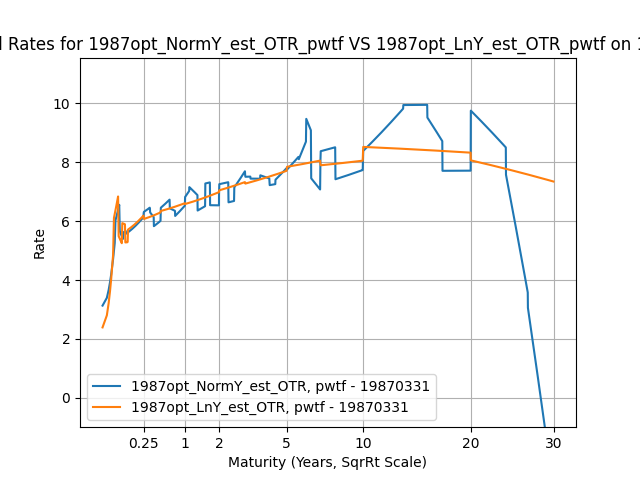 Rates for 1987opt_NormY_est_OTR_pwtf VS 1987opt_LnY_est_OTR_pwtf on
10
8
6
4
2
0
Rate
1987opt_NormY_est_OTR, pwtf - 19870331
1987opt_LnY_est_OTR, pwtf - 19870331
0.25 1 2 5 10 20 30
Maturity (Years, SqrRt Scale)